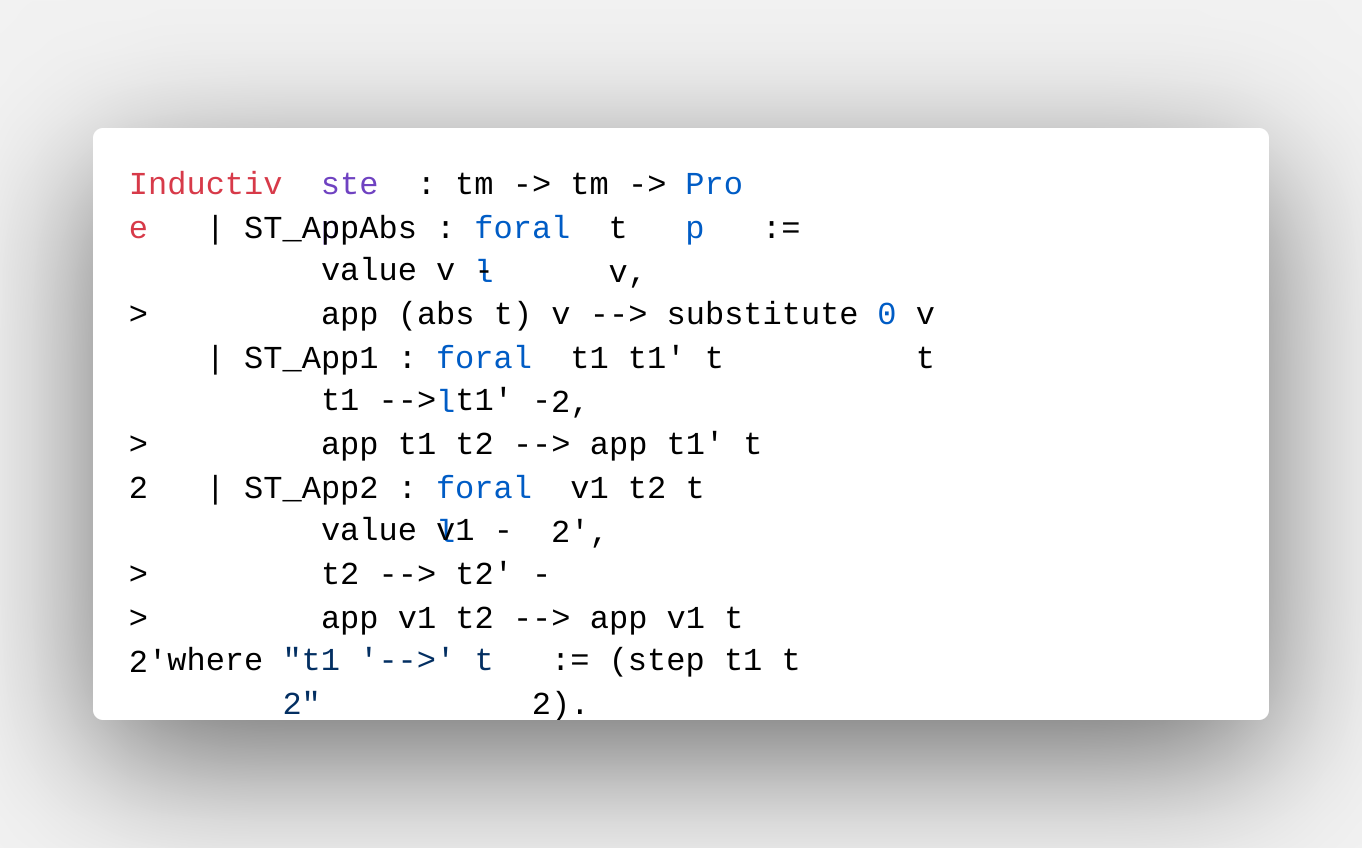 Inductiv ste : tm -> tm -> Pro
e | ST_AppAbs : foral t p :=
value v -l v,
> app (abs t) v --> substitute 0 v
| ST_App1 : foral t1 t1' t t
t1 -->lt1' -2,
> app t1 t2 --> app t1' t
2 | ST_App2 : foral v1 t2 t
value lv1 - 2',
> t2 --> t2' -
> app v1 t2 --> app v1 t
2'where "t1 '-->' t := (step t1 t
2" 2).